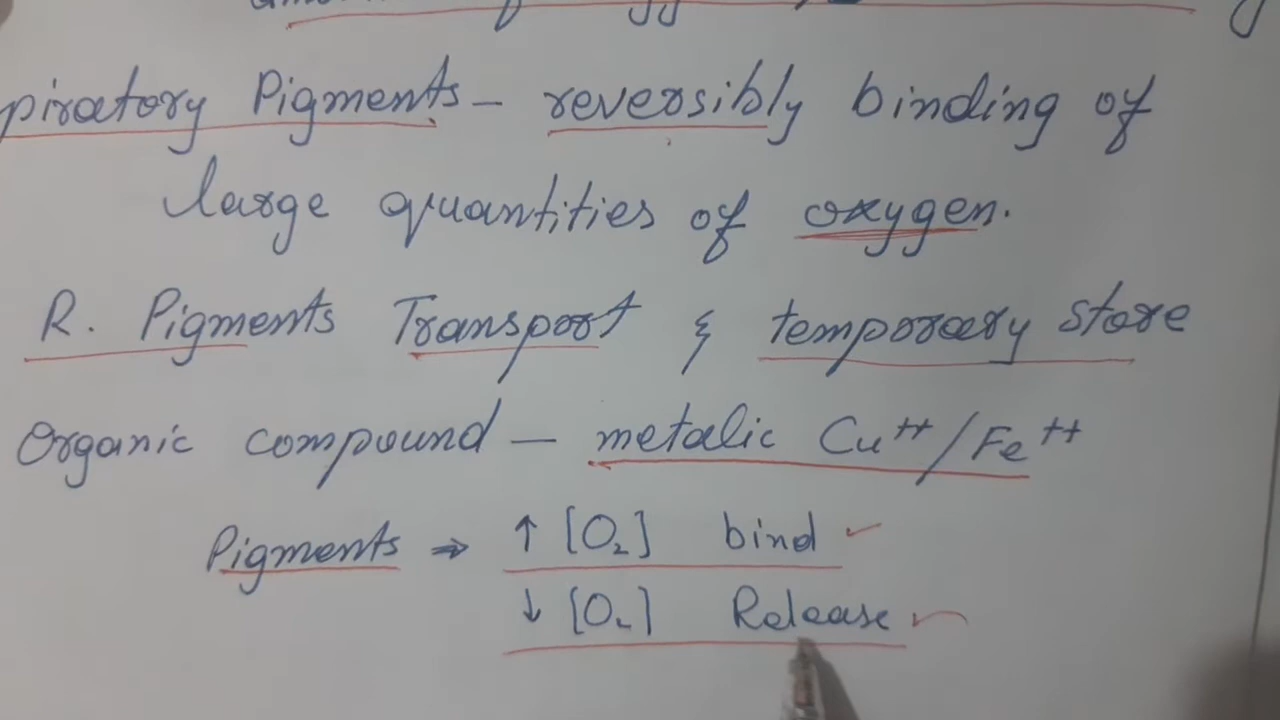 piratory Pigments – reversibly binding of
large quantities of oxygen.
R. Pigments Transport & temporary store
Organic compound – metalic Cu⁺⁺/Fe⁺⁺
Pigments ⇒ ↑ [O₂] bind ✓
↓ [O₂] Release ✓